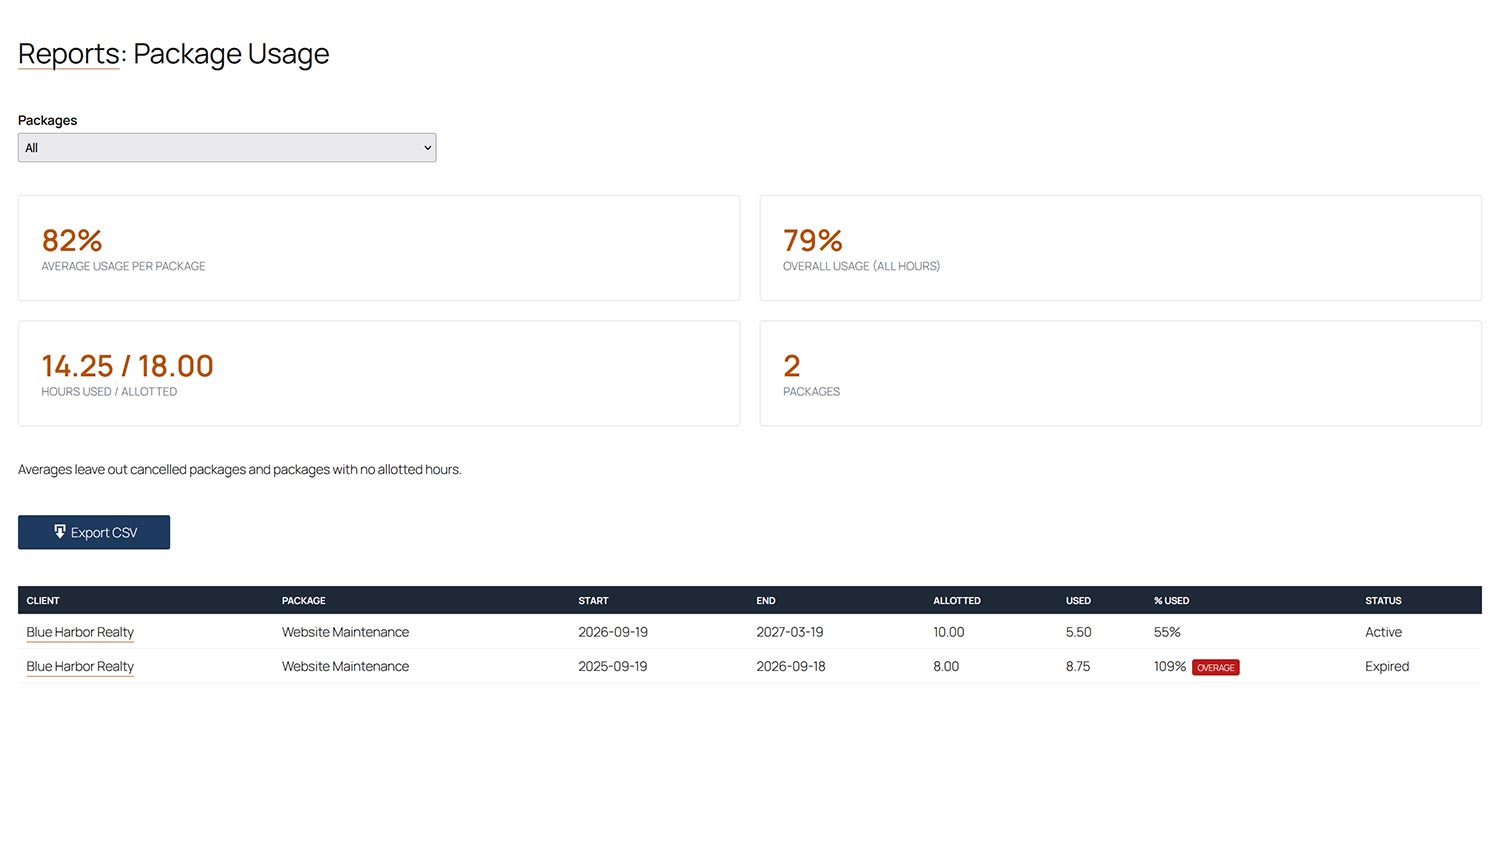 Reports: Package Usage
Packages
All
82%
AVERAGE USAGE PER PACKAGE
79%
OVERALL USAGE (ALL HOURS)
14.25 / 18.00
HOURS USED / ALLOTTED
2
PACKAGES
Averages leave out cancelled packages and packages with no allotted hours.
Export CSV
CLIENT PACKAGE START END ALLOTTED USED % USED STATUS
Blue Harbor Realty Website Maintenance 2026-09-19 2027-03-19 10.00 5.50 55% Active
Blue Harbor Realty Website Maintenance 2025-09-19 2026-09-18 8.00 8.75 109% OVERAGE Expired